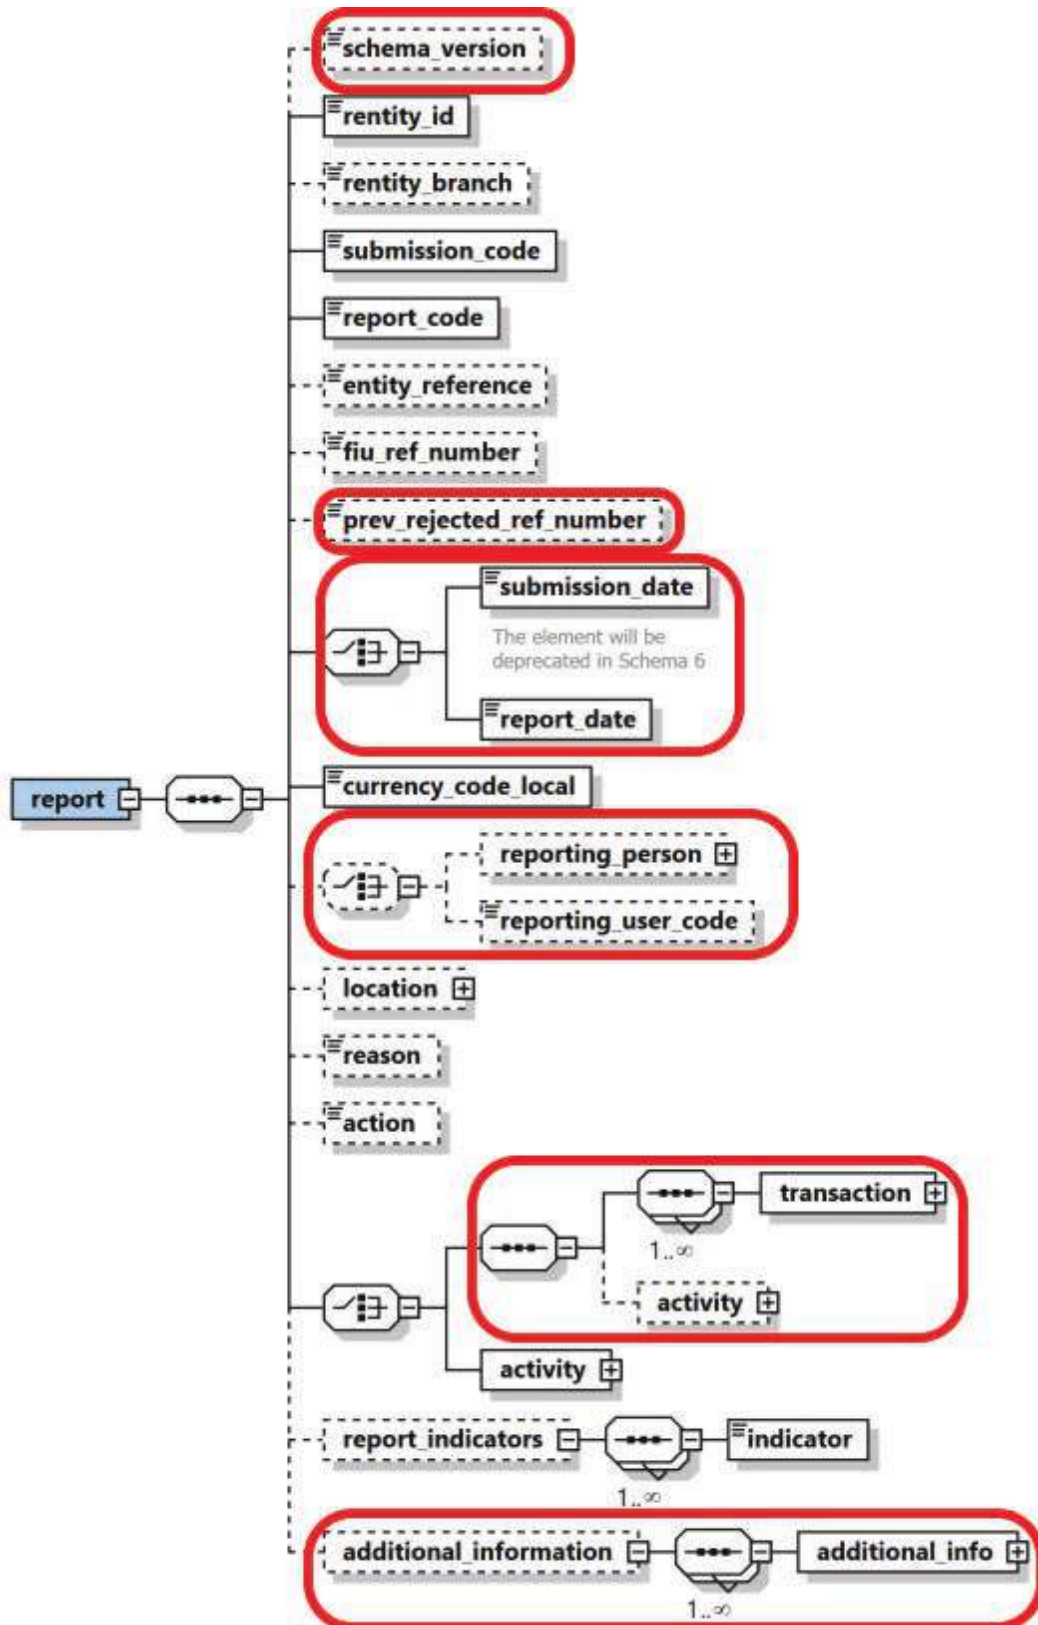 schema_version
rentity_id
rentity_branch
submission_code
report_code
entity_reference
fiu_ref_number
prev_rejected_ref_number
submission_date
The element will be
deprecated in Schema 6
report_date
report
currency_code_local
reporting_person
reporting_user_code
location
reason
action
transaction
1..∞
activity
activity
report_indicators
indicator
1..∞
additional_information
additional_info
1..∞